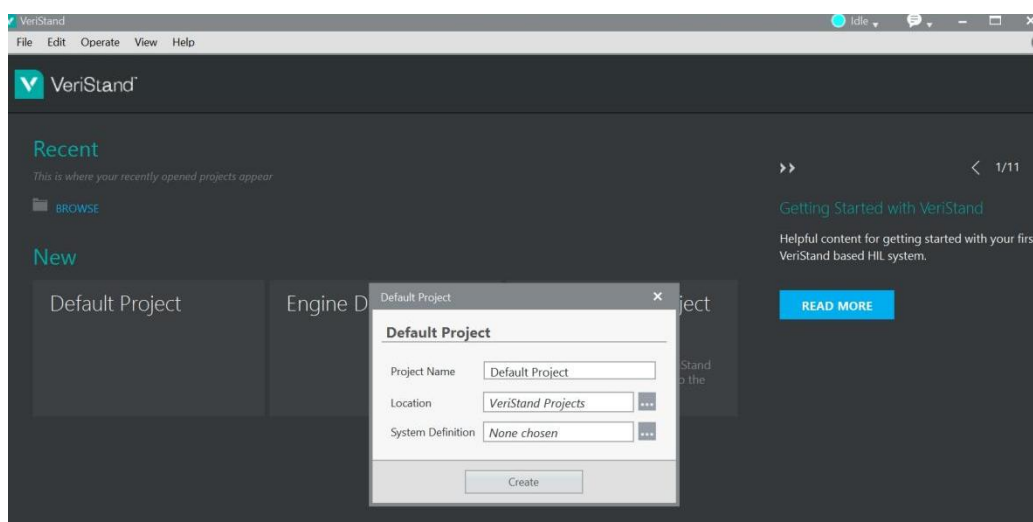 VeriStand
Idle
File Edit Operate View Help
VeriStand
Recent
This is where your recently opened projects appear
BROWSE
New
Default Project
Engine D
ject
Stand
o the
1/11
Getting Started with VeriStand
Helpful content for getting started with your firs
VeriStand based HIL system.
READ MORE
Default Project
Default Project
Project Name Default Project
Location VeriStand Projects
System Definition None chosen
Create